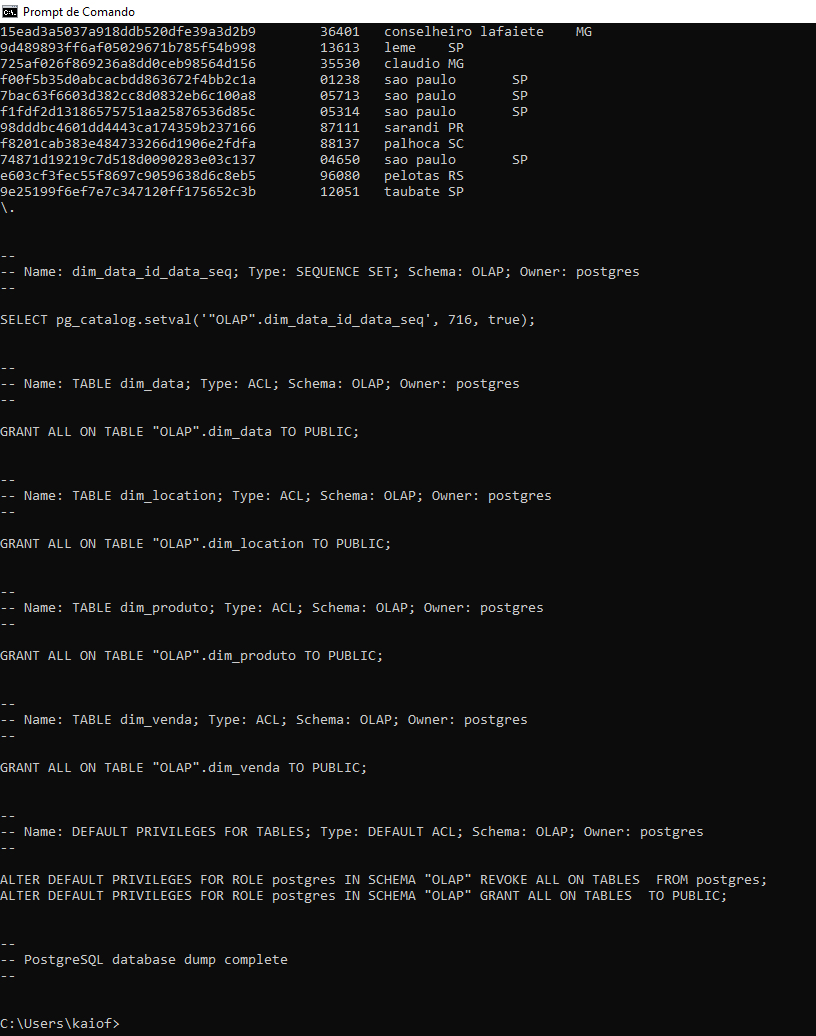 Prompt de Comando
15ead3a5037a918ddb520dfe39a3d2b9 36401 conselheiro lafaiete MG
9d489893ff6af05029671b785f54b998 13613 leme SP
725af026f869236a8dd0ceb98564d156 35530 claudio MG
f00f5b35d0abcacbdd863672f4bb2c1a 01238 sao paulo SP
7bac63f6603d382cc8d0832eb6c100a8 05713 sao paulo SP
f1fdf2d13186575751aa25876536d85c 05314 sao paulo SP
98dddbc4601dd4443ca174359b237166 87111 sarandi PR
f8201cab383e484733266d1906e2fdfa 88137 palhoca SC
74871d19219c7d518d0090283e03c137 04650 sao paulo SP
e603cf3fec55f8697c9059638d6c8eb5 96080 pelotas RS
9e25199f6ef7e7c347120ff175652c3b 12051 taubate SP
\.
--
-- Name: dim_data_id_data_seq; Type: SEQUENCE SET; Schema: OLAP; Owner: postgres
--
SELECT pg_catalog.setval('"OLAP".dim_data_id_data_seq', 716, true);
--
-- Name: TABLE dim_data; Type: ACL; Schema: OLAP; Owner: postgres
--
GRANT ALL ON TABLE "OLAP".dim_data TO PUBLIC;
--
-- Name: TABLE dim_location; Type: ACL; Schema: OLAP; Owner: postgres
--
GRANT ALL ON TABLE "OLAP".dim_location TO PUBLIC;
--
-- Name: TABLE dim_produto; Type: ACL; Schema: OLAP; Owner: postgres
--
GRANT ALL ON TABLE "OLAP".dim_produto TO PUBLIC;
--
-- Name: TABLE dim_venda; Type: ACL; Schema: OLAP; Owner: postgres
--
GRANT ALL ON TABLE "OLAP".dim_venda TO PUBLIC;
--
-- Name: DEFAULT PRIVILEGES FOR TABLES; Type: DEFAULT ACL; Schema: OLAP; Owner: postgres
--
ALTER DEFAULT PRIVILEGES FOR ROLE postgres IN SCHEMA "OLAP" REVOKE ALL ON TABLES  FROM postgres;
ALTER DEFAULT PRIVILEGES FOR ROLE postgres IN SCHEMA "OLAP" GRANT ALL ON TABLES  TO PUBLIC;
--
-- PostgreSQL database dump complete
--
C:\Users\kaiof>